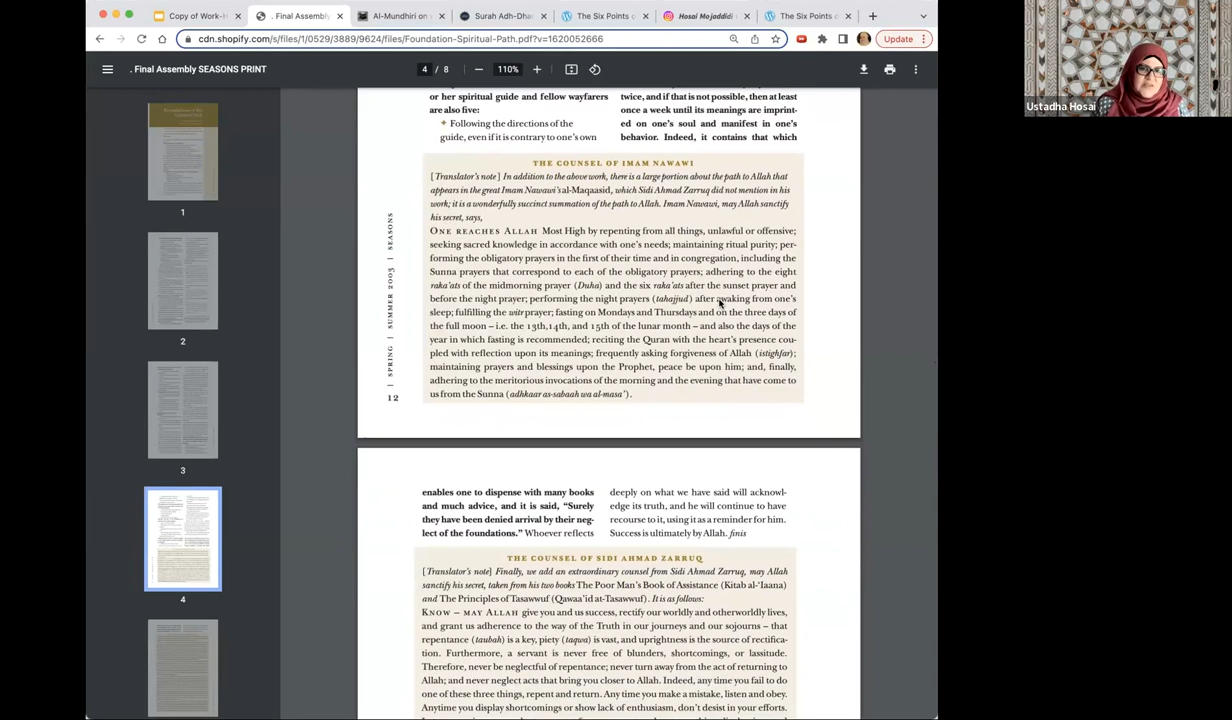 Copy of Work-H
. Final Assembly
Al-Mundhiri on
Surah Adh-Dha
The Six Points o
Hosai Mojaddidi
The Six Points o
cdn.shopify.com/s/files/1/0529/3889/9624/files/Foundation-Spiritual-Path.pdf?v=1620052666
Update
. Final Assembly SEASONS PRINT
4 / 8
110%
1
2
3
4
or her spiritual guide and fellow wayfarers
are also five:
✦ Following the directions of the
guide, even if it is contrary to one's own
twice, and if that is not possible, then at least
once a week until its meanings are imprint-
ed on one's soul and manifest in one's
behavior. Indeed, it contains that which
THE COUNSEL OF IMAM NAWAWI
[Translator's note] In addition to the above work, there is a large portion about the path to Allah that
appears in the great Imam Nawawi's al-Maqaasid, which Sidi Ahmad Zarruq did not mention in his
work; it is a wonderfully succinct summation of the path to Allah. Imam Nawawi, may Allah sanctify
his secret, says,
ONE REACHES ALLAH Most High by repenting from all things, unlawful or offensive;
seeking sacred knowledge in accordance with one's needs; maintaining ritual purity; per-
forming the obligatory prayers in the first of their time and in congregation, including the
Sunna prayers that correspond to each of the obligatory prayers; adhering to the eight
raka'ats of the midmorning prayer (Duha) and the six raka'ats after the sunset prayer and
before the night prayer; performing the night prayers (tahajjud) after awaking from one's
sleep; fulfilling the witr prayer; fasting on Mondays and Thursdays and on the three days of
the full moon – i.e. the 13th,14th, and 15th of the lunar month – and also the days of the
year in which fasting is recommended; reciting the Quran with the heart's presence cou-
pled with reflection upon its meanings; frequently asking forgiveness of Allah (istighfar);
maintaining prayers and blessings upon the Prophet, peace be upon him; and, finally,
adhering to the meritorious invocations of the morning and the evening that have come to
us from the Sunna (adhkaar as-sabaah wa al-masa').
12 | SPRING | SUMMER 2003 | SEASONS
enables one to dispense with many books
and much advice, and it is said, "Surely
they have been denied arrival by their neg-
lect of the foundations." Whoever reflects
deeply on what we have said will acknowl-
edge its truth, and he will continue to have
recourse to it, using it as a reminder for him.
Success is ultimately by Allah. finis
THE COUNSEL OF SIDI AHMAD ZARRUQ
[Translator's note] Finally, we add an extraordinary counsel from Sidi Ahmad Zarruq, may Allah
sanctify his secret, taken from his two books The Poor Man's Book of Assistance (Kitab al-'Iaana)
and The Principles of Tasawwuf (Qawaa'id at-Tasawwuf). It is as follows:
KNOW – MAY ALLAH give you and us success, rectify our worldly and otherworldly lives,
and grant us adherence to the way of the Truth in our journeys and our sojourns – that
repentance (taubah) is a key, piety (taqwa) is vast, and uprightness is the source of rectifica-
tion. Furthermore, a servant is never free of blunders, shortcomings, or lassitude.
Therefore, never be neglectful of repentance; never turn away from the act of returning to
Allah; and never neglect acts that bring you closer to Allah. Indeed, any time you fail to do
one of these three things, repent and return. Any time you make a mistake, listen and obey.
Anytime you display shortcomings or show lack of enthusiasm, don't desist in your efforts.
Ustadha Hosai